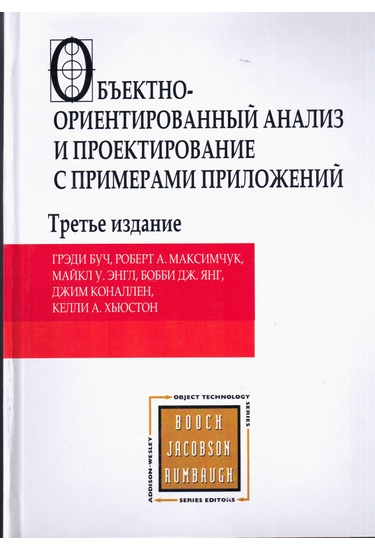 ОБЪЕКТНО-
ОРИЕНТИРОВАННЫЙ АНАЛИЗ
И ПРОЕКТИРОВАНИЕ
С ПРИМЕРАМИ ПРИЛОЖЕНИЙ
Третье издание
ГРЭДИ БУЧ, РОБЕРТ А. МАКСИМЧУК,
МАЙКЛ У. ЭНГЛ, БОББИ ДЖ. ЯНГ,
ДЖИМ КОНАЛЛЕН,
КЕЛЛИ А. ХЬЮСТОН
OBJECT TECHNOLOGY
SERIES
ADDISON-WESLEY
BOOCH
JACOBSON
RUMBAUGH
SERIES EDITORS